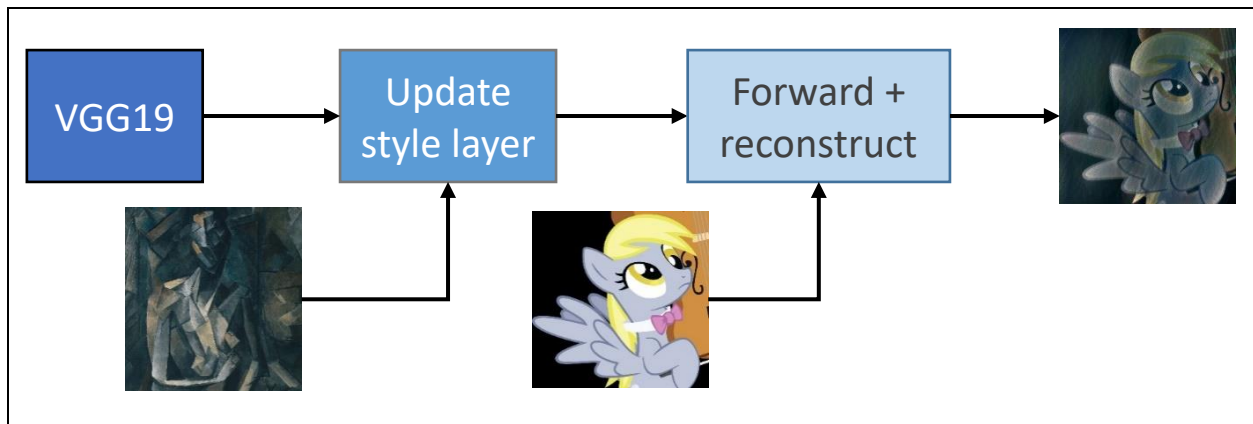 VGG19
Update
style layer
Forward +
reconstruct